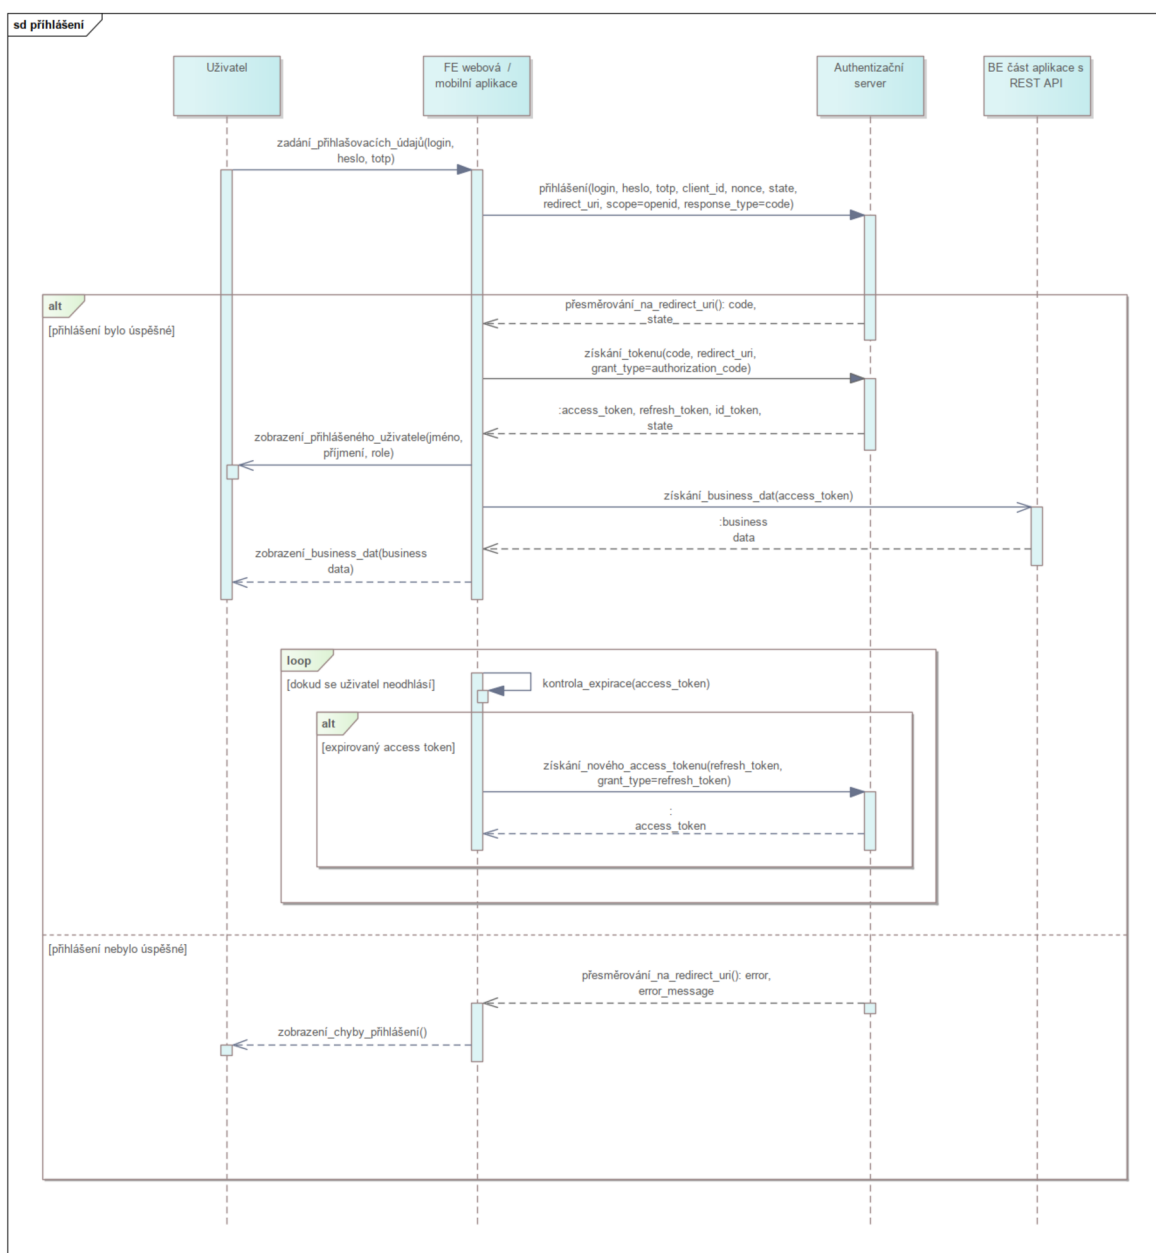 sd přihlášení
Uživatel
FE webová /
mobilní aplikace
Authentizační
server
BE část aplikace s
REST API
zadání_přihlašovacích_údajů(login,
heslo, totp)
přihlášení(login, heslo, totp, client_id, nonce, state,
redirect_uri, scope=openid, response_type=code)
alt
[přihlášení bylo úspěšné]
přesměrování_na_redirect_uri(): code,
state
získání_tokenu(code, redirect_uri,
grant_type=authorization_code)
:access_token, refresh_token, id_token,
state
zobrazení_přihlášeného_uživatele(jméno,
příjmení, role)
získání_business_dat(access_token)
:business
data
zobrazení_business_dat(business
data)
loop
[dokud se uživatel neodhlásí]
kontrola_expirace(access_token)
alt
[expirovaný access token]
získání_nového_access_tokenu(refresh_token,
grant_type=refresh_token)
:
access_token
[přihlášení nebylo úspěšné]
přesměrování_na_redirect_uri(): error,
error_message
zobrazení_chyby_přihlášení()